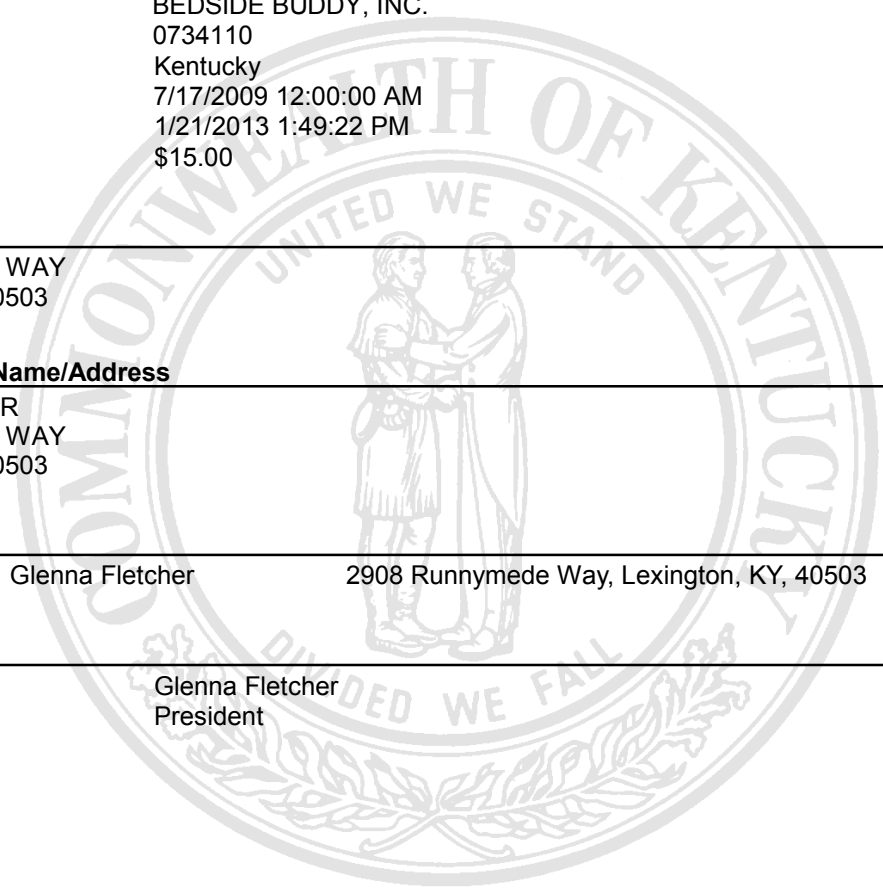 BEDSIDE BUDDY, INC.
0734110
Kentucky
7/17/2009 12:00:00 AM
1/21/2013 1:49:22 PM
$15.00
COMMONWEALTH OF KENTUCKY
UNITED WE STAND
WAY
0503
Name/Address
R
WAY
0503
Glenna Fletcher 2908 Runnymede Way, Lexington, KY, 40503
DIVIDED WE FALL
Glenna Fletcher
President